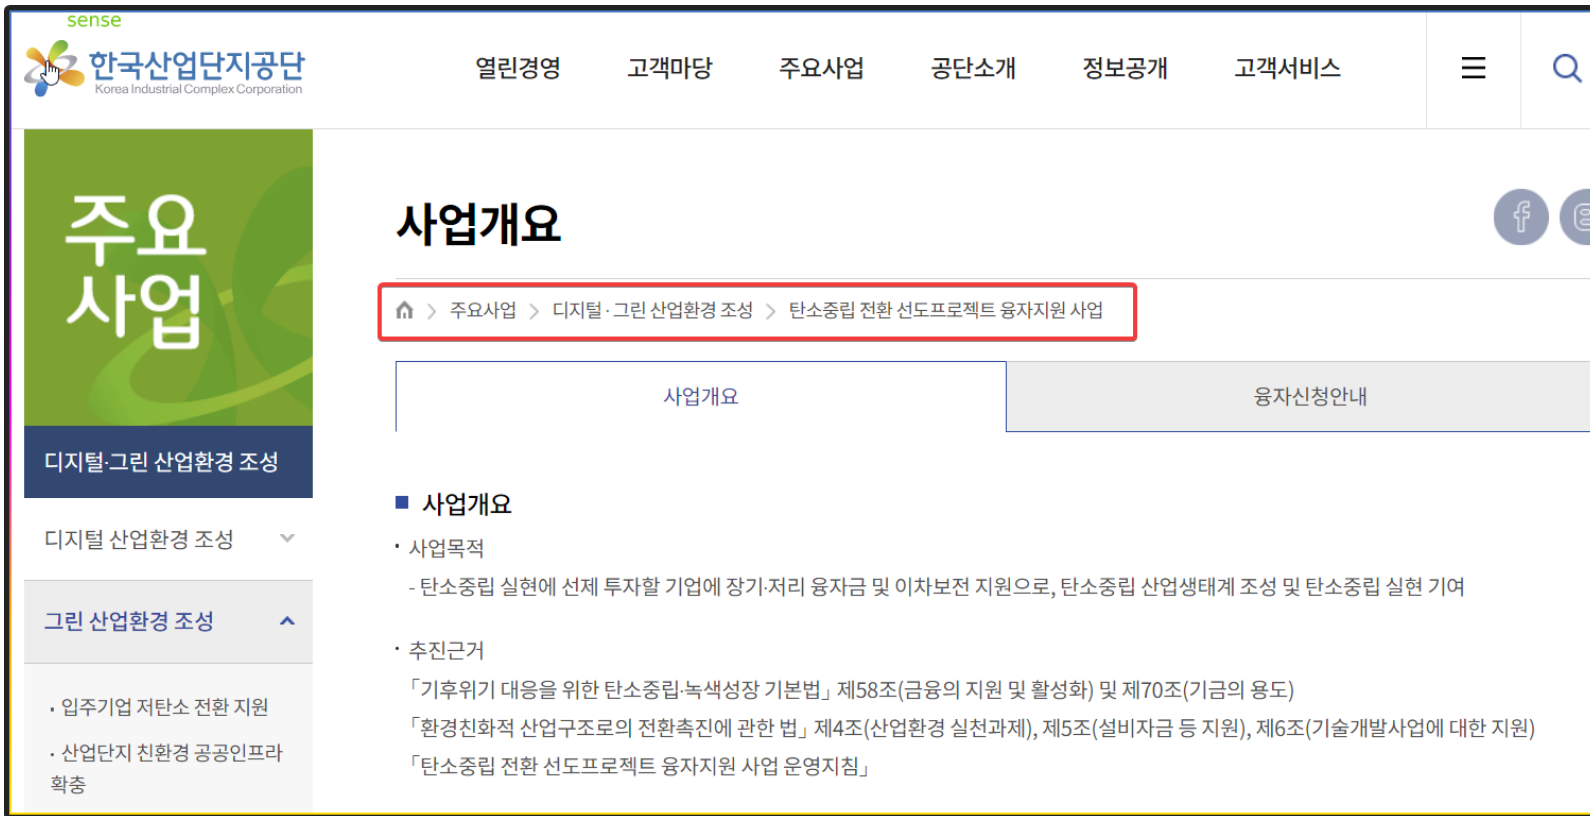 sense
한국산업단지공단
Korea Industrial Complex Corporation
열린경영 고객마당 주요사업 공단소개 정보공개 고객서비스
주요
사업
디지털·그린 산업환경 조성
디지털 산업환경 조성
그린 산업환경 조성
· 입주기업 저탄소 전환 지원
· 산업단지 친환경 공공인프라
확충
사업개요
> 주요사업 > 디지털 · 그린 산업환경 조성 > 탄소중립 전환 선도프로젝트 융자지원 사업
사업개요 융자신청안내
■ 사업개요
· 사업목적
- 탄소중립 실현에 선제 투자할 기업에 장기·저리 융자금 및 이차보전 지원으로, 탄소중립 산업생태계 조성 및 탄소중립 실현 기여
· 추진근거
「기후위기 대응을 위한 탄소중립·녹색성장 기본법」 제58조(금융의 지원 및 활성화) 및 제70조(기금의 용도)
「환경친화적 산업구조로의 전환촉진에 관한 법」 제4조(산업환경 실천과제), 제5조(설비자금 등 지원), 제6조(기술개발사업에 대한 지원)
「탄소중립 전환 선도프로젝트 융자지원 사업 운영지침」